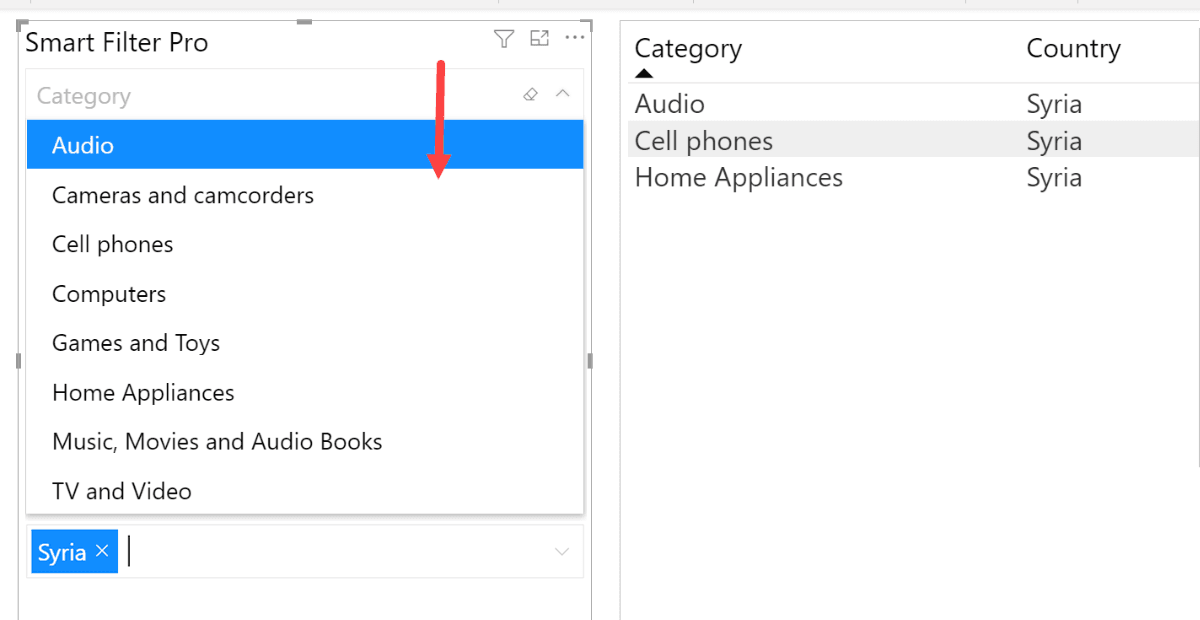 Smart Filter Pro
Category
Audio
Cameras and camcorders
Cell phones
Computers
Games and Toys
Home Appliances
Music, Movies and Audio Books
TV and Video
Syria
Category Country
Audio Syria
Cell phones Syria
Home Appliances Syria